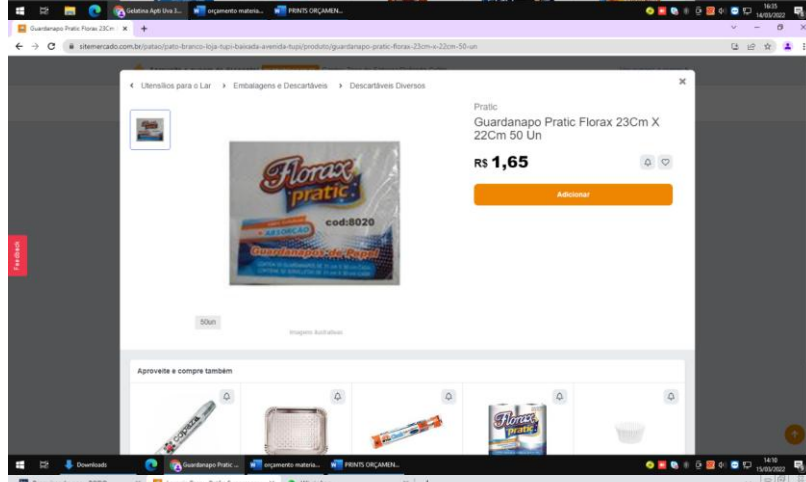 Gelatina Apti Uva 1...
orçamento materia...
PRINTS ORÇAMEN...
16:35
14/03/2022
Guardanapo Pratic Florax 23Cm
sitemercado.com.br/patao/pato-branco-loja-tupi-baixada-avenida-tupi/produto/guardanapo-pratic-florax-23cm-x-22cm-50-un
Utensílios para o Lar
Embalagens e Descartáveis
Descartáveis Diversos
Pratic
Guardanapo Pratic Florax 23Cm X
22Cm 50 Un
R$ 1,65
Adicionar
Florax
pratic
cod:8020
+ ABSORÇÃO
Guardanapos de Papel
Feedback
50un
Imagens ilustrativas
Aproveite e compre também
Florax
pratic
Downloads
Guardanapo Pratic ...
orçamento materia...
PRINTS ORÇAMEN...
14:10
15/03/2022